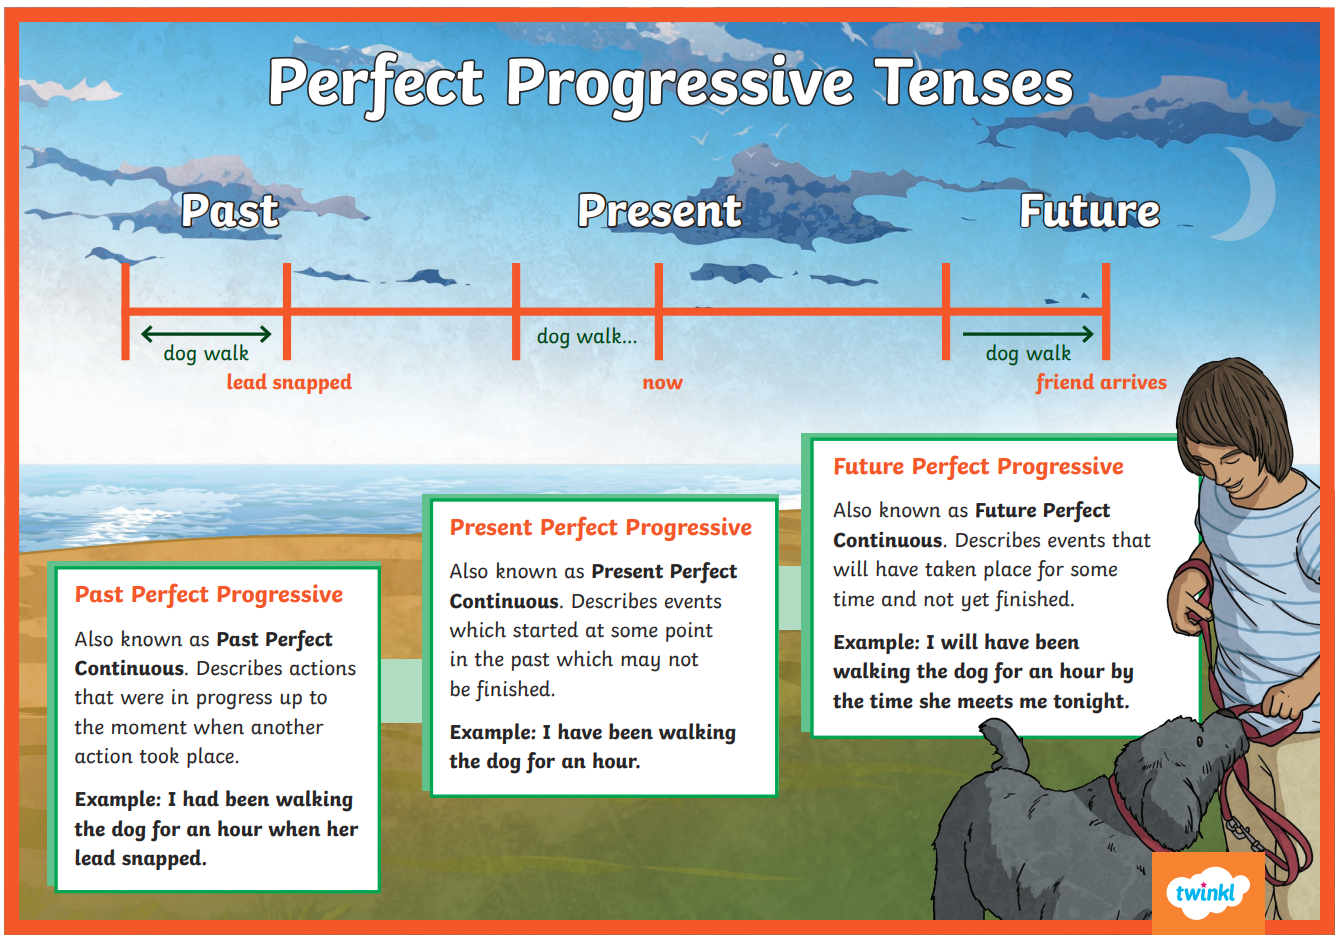 Perfect Progressive Tenses
Past
Present
Future
dog walk
lead snapped
dog walk...
now
dog walk
friend arrives
Past Perfect Progressive
Also known as Past Perfect
Continuous. Describes actions
that were in progress up to
the moment when another
action took place.
Example: I had been walking
the dog for an hour when her
lead snapped.
Present Perfect Progressive
Also known as Present Perfect
Continuous. Describes events
which started at some point
in the past which may not
be finished.
Example: I have been walking
the dog for an hour.
Future Perfect Progressive
Also known as Future Perfect
Continuous. Describes events that
will have taken place for some
time and not yet finished.
Example: I will have been
walking the dog for an hour by
the time she meets me tonight.
twinkl